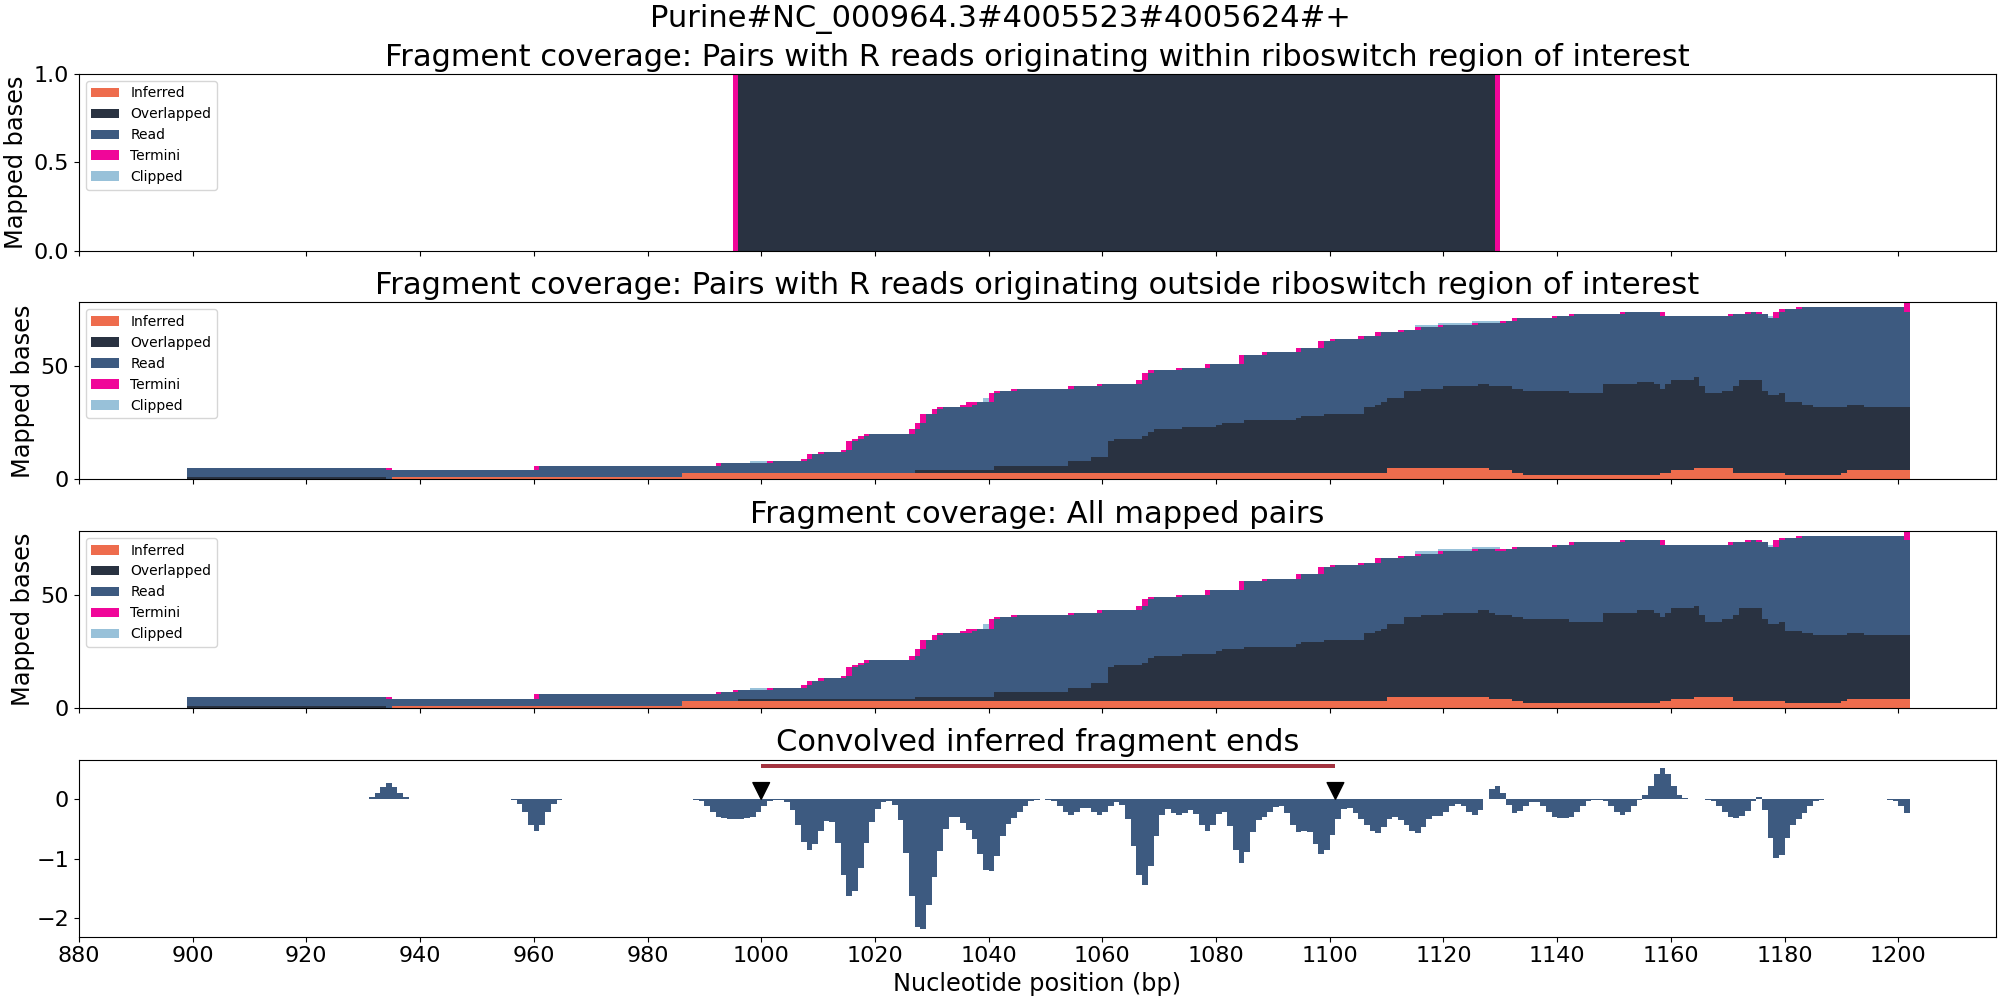 Purine#NC_000964.3#4005523#4005624#+
Fragment coverage: Pairs with R reads originating within riboswitch region of interest
Mapped bases
1.0
0.5
0.0
Inferred
Overlapped
Read
Termini
Clipped
Fragment coverage: Pairs with R reads originating outside riboswitch region of interest
Mapped bases
50
0
Inferred
Overlapped
Read
Termini
Clipped
Fragment coverage: All mapped pairs
Mapped bases
50
0
Inferred
Overlapped
Read
Termini
Clipped
Convolved inferred fragment ends
0
−1
−2
880 900 920 940 960 980 1000 1020 1040 1060 1080 1100 1120 1140 1160 1180 1200
Nucleotide position (bp)